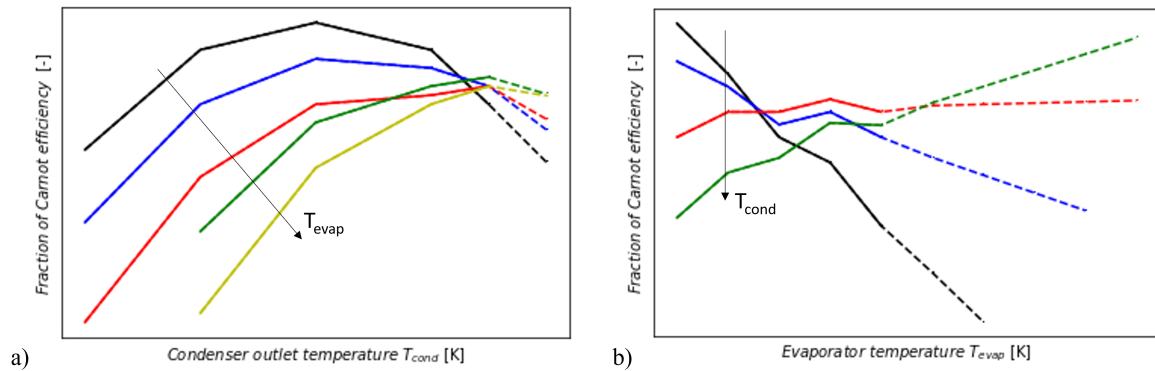 Fraction of Carnot efficiency [-]
T_evap
Condenser outlet temperature T_cond [K]
a)
Fraction of Carnot efficiency [-]
T_cond
Evaporator temperature T_evap [K]
b)